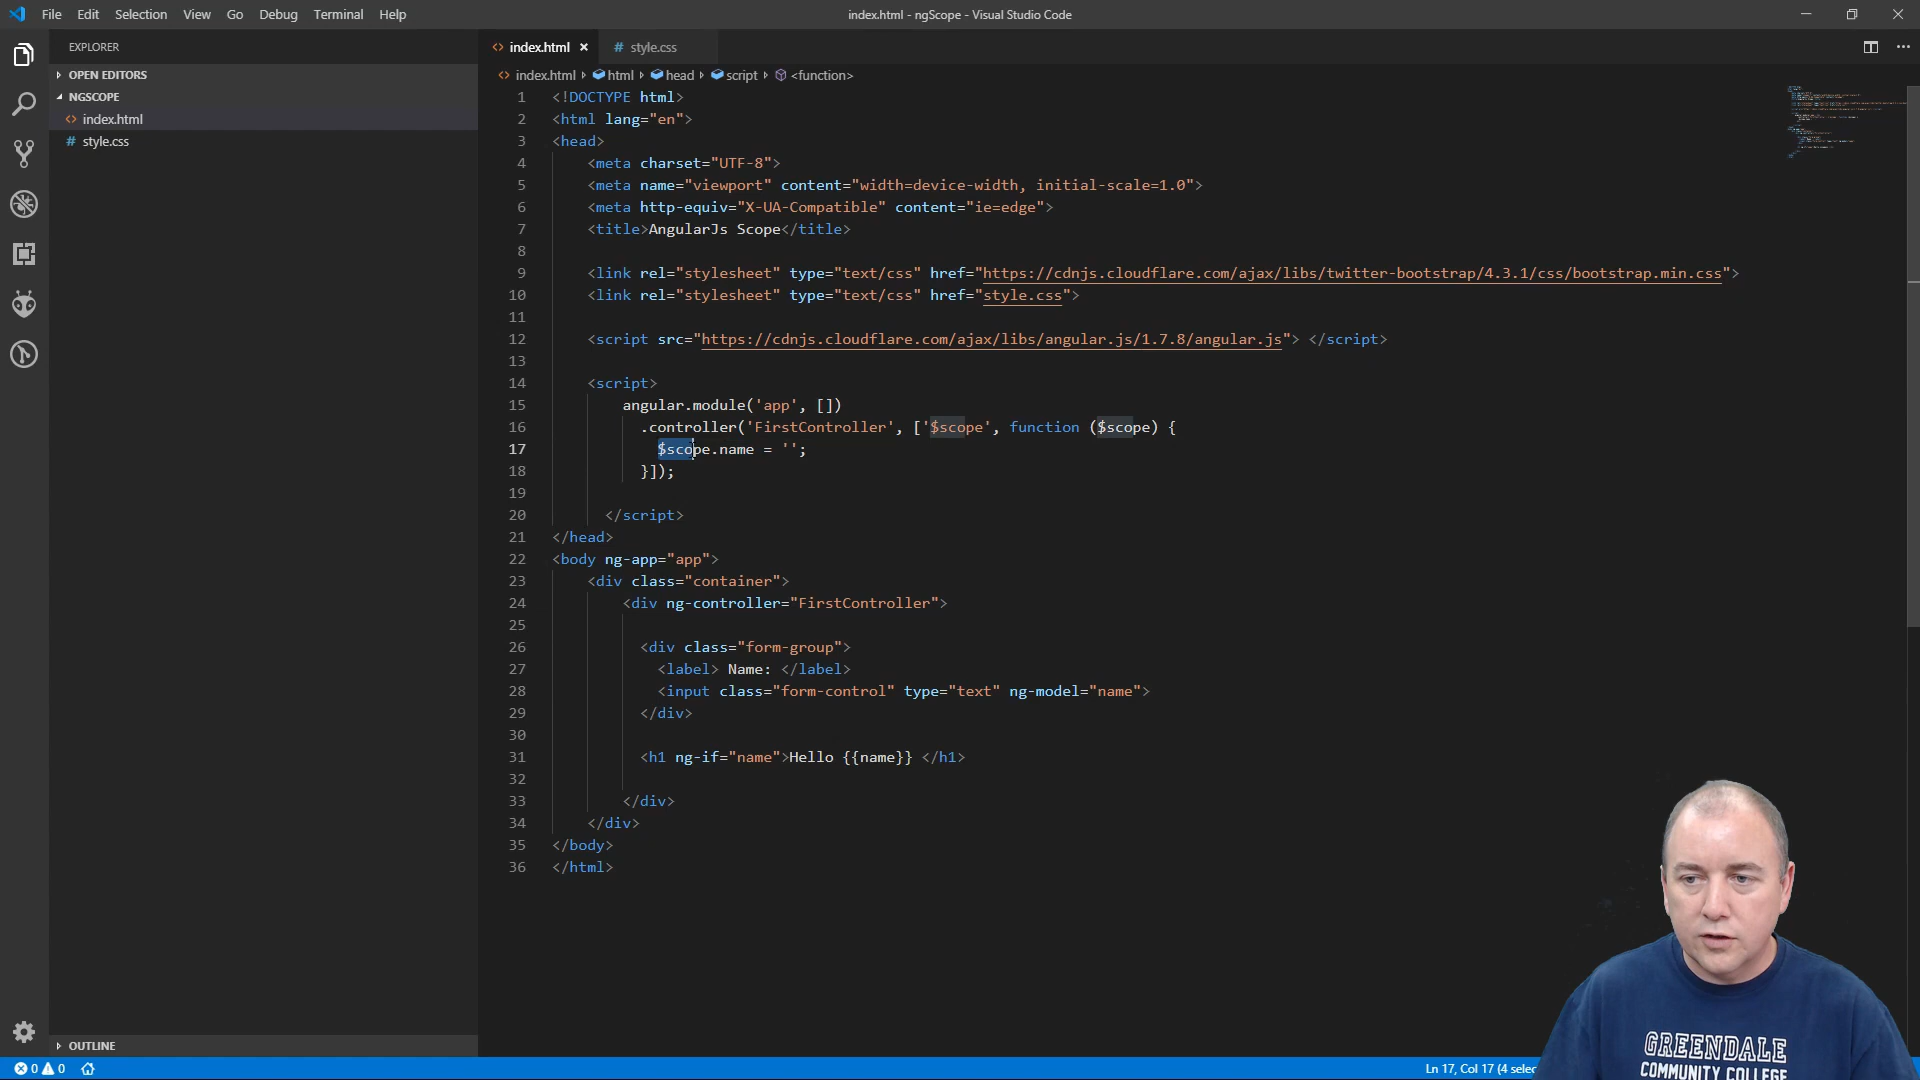 File Edit Selection View Go Debug Terminal Help
index.html - ngScope - Visual Studio Code
EXPLORER
OPEN EDITORS
NGSCOPE
index.html
style.css
index.html
style.css
index.html html head script <function>
1 <!DOCTYPE html>
2 <html lang="en">
3 <head>
4 <meta charset="UTF-8">
5 <meta name="viewport" content="width=device-width, initial-scale=1.0">
6 <meta http-equiv="X-UA-Compatible" content="ie=edge">
7 <title>AngularJs Scope</title>
8
9 <link rel="stylesheet" type="text/css" href="https://cdnjs.cloudflare.com/ajax/libs/twitter-bootstrap/4.3.1/css/bootstrap.min.css">
10 <link rel="stylesheet" type="text/css" href="style.css">
11
12 <script src="https://cdnjs.cloudflare.com/ajax/libs/angular.js/1.7.8/angular.js"> </script>
13
14 <script>
15 angular.module('app', [])
16 .controller('FirstController', ['$scope', function ($scope) {
17 $scope.name = '';
18 }]);
19
20 </script>
21 </head>
22 <body ng-app="app">
23 <div class="container">
24 <div ng-controller="FirstController">
25
26 <div class="form-group">
27 <label> Name: </label>
28 <input class="form-control" type="text" ng-model="name">
29 </div>
30
31 <h1 ng-if="name">Hello {{name}} </h1>
32
33 </div>
34 </div>
35 </body>
36 </html>
OUTLINE
0 0
Ln 17, Col 17 (4 selec
GREENDALE
COMMUNITY COLLEGE